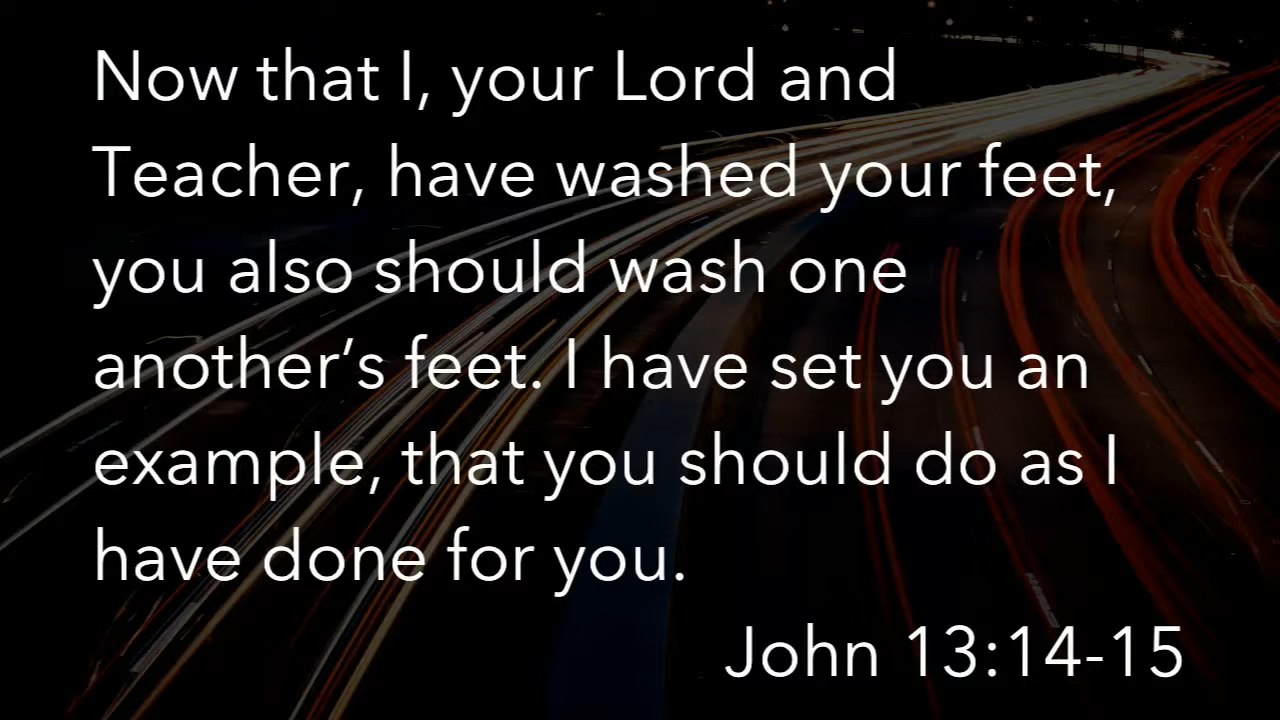 Now that I, your Lord and
Teacher, have washed your feet,
you also should wash one
another’s feet. I have set you an
example, that you should do as I
have done for you.
John 13:14-15